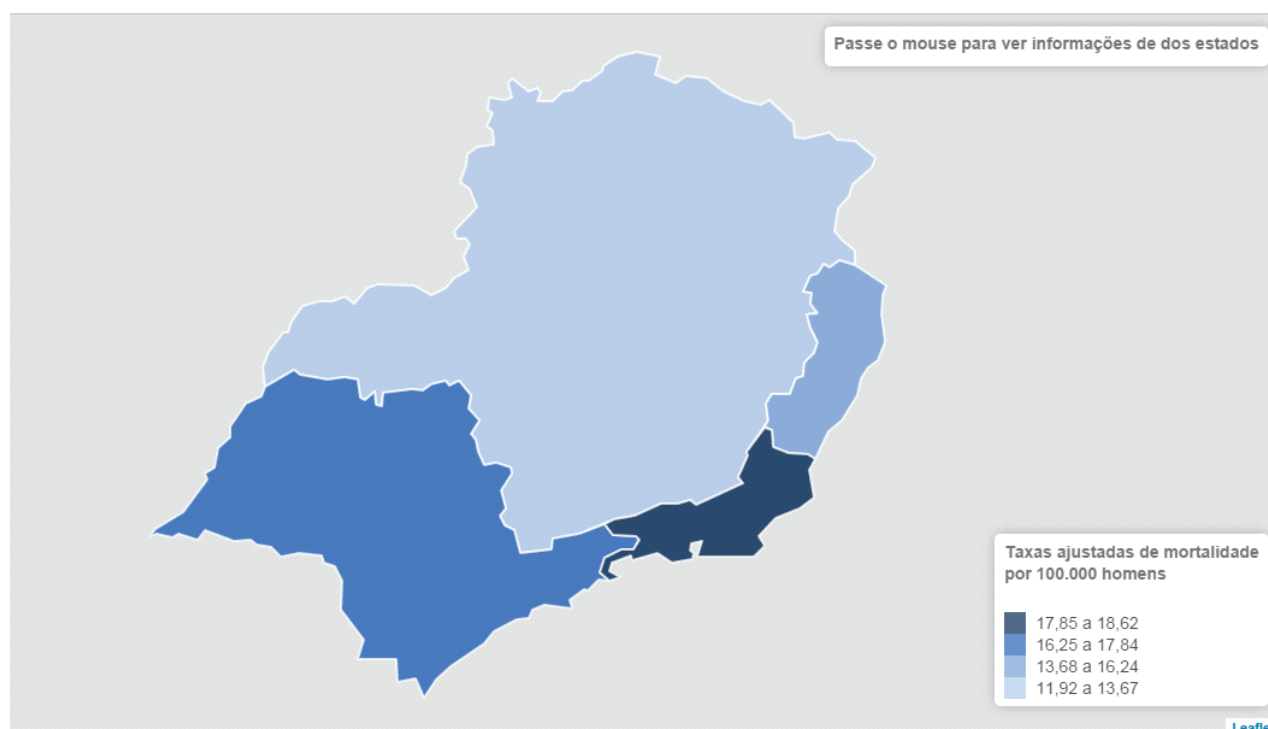 Passe o mouse para ver informações de dos estados
Taxas ajustadas de mortalidade
por 100.000 homens
17,85 a 18,62
16,25 a 17,84
13,68 a 16,24
11,92 a 13,67
Leafle